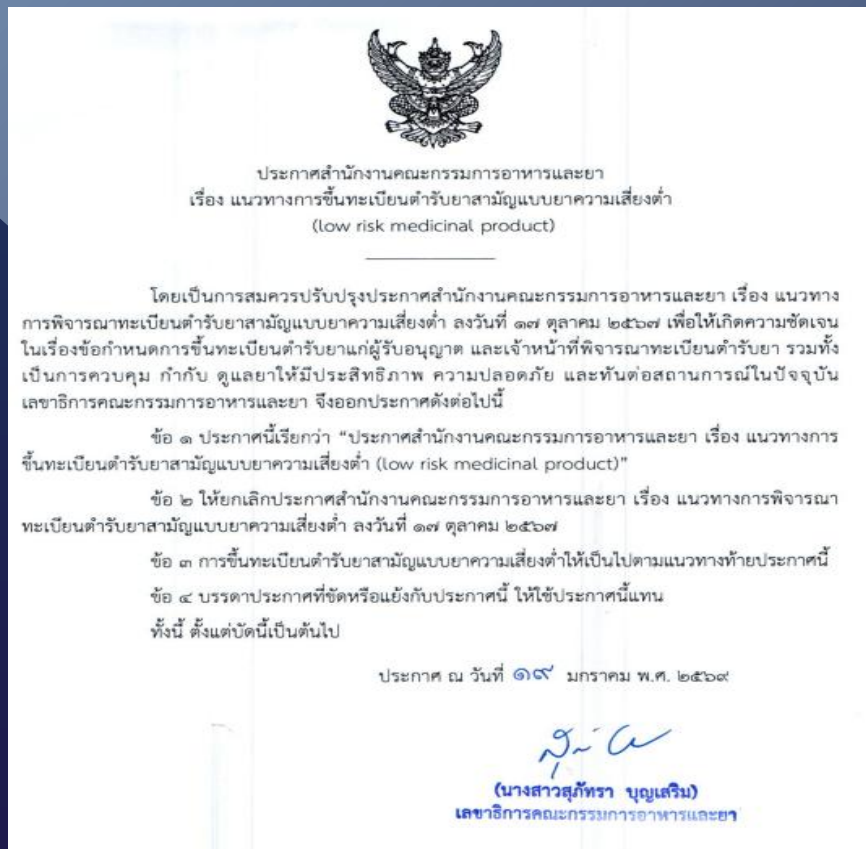 ประกาศสำนักงานคณะกรรมการอาหารและยา
เรื่อง แนวทางการขึ้นทะเบียนตำรับยาสามัญแบบยาความเสี่ยงต่ำ
(low risk medicinal product)
โดยเป็นการสมควรปรับปรุงประกาศสำนักงานคณะกรรมการอาหารและยา เรื่อง แนวทาง
การพิจารณาทะเบียนตำรับยาสามัญแบบยาความเสี่ยงต่ำ ลงวันที่ ๑๗ ตุลาคม ๒๕๖๗ เพื่อให้เกิดความชัดเจน
ในเรื่องข้อกำหนดการขึ้นทะเบียนตำรับยาแก่ผู้รับอนุญาต และเจ้าหน้าที่พิจารณาทะเบียนตำรับยา รวมทั้ง
เป็นการควบคุม กำกับ ดูแลยาให้มีประสิทธิภาพ ความปลอดภัย และทันต่อสถานการณ์ในปัจจุบัน
เลขาธิการคณะกรรมการอาหารและยา จึงออกประกาศดังต่อไปนี้
ข้อ ๑ ประกาศนี้เรียกว่า “ประกาศสำนักงานคณะกรรมการอาหารและยา เรื่อง แนวทางการ
ขึ้นทะเบียนตำรับยาสามัญแบบยาความเสี่ยงต่ำ (low risk medicinal product)”
ข้อ ๒ ให้ยกเลิกประกาศสำนักงานคณะกรรมการอาหารและยา เรื่อง แนวทางการพิจารณา
ทะเบียนตำรับยาสามัญแบบยาความเสี่ยงต่ำ ลงวันที่ ๑๗ ตุลาคม ๒๕๖๗
ข้อ ๓ การขึ้นทะเบียนตำรับยาสามัญแบบยาความเสี่ยงต่ำให้เป็นไปตามแนวทางท้ายประกาศนี้
ข้อ ๔ บรรดาประกาศที่ขัดหรือแย้งกับประกาศนี้ ให้ใช้ประกาศนี้แทน
ทั้งนี้ ตั้งแต่บัดนี้เป็นต้นไป
ประกาศ ณ วันที่ ๑๙ มกราคม พ.ศ. ๒๕๖๙
(นางสาวสุภัทรา บุญเสริม)
เลขาธิการคณะกรรมการอาหารและยา